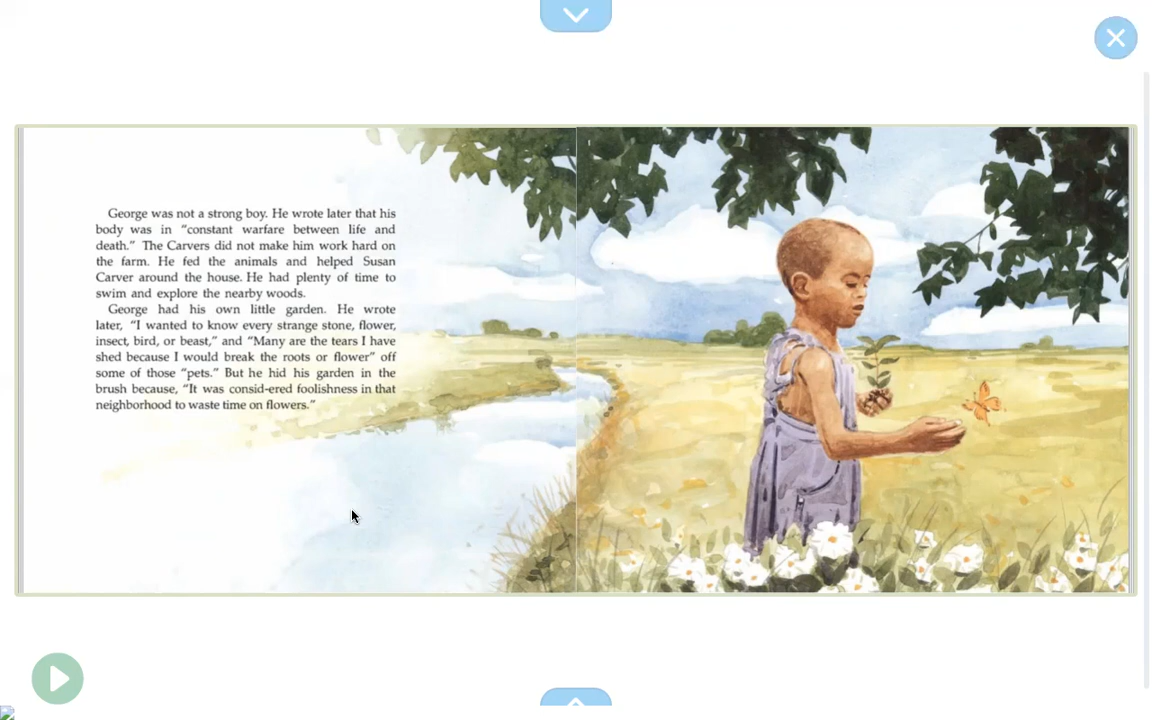 George was not a strong boy. He wrote later that his
body was in “constant warfare between life and
death.” The Carvers did not make him work hard on
the farm. He fed the animals and helped Susan
Carver around the house. He had plenty of time to
swim and explore the nearby woods.
George had his own little garden. He wrote
later, “I wanted to know every strange stone, flower,
insect, bird, or beast,” and “Many are the tears I have
shed because I would break the roots or flower” off
some of those “pets.” But he hid his garden in the
brush because, “It was consid-ered foolishness in that
neighborhood to waste time on flowers.”